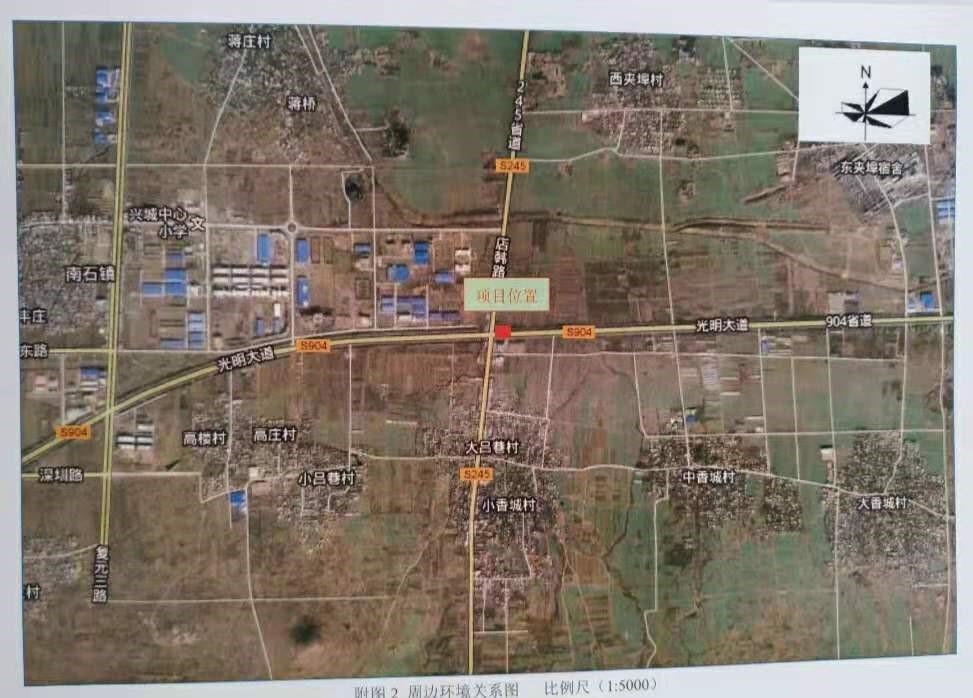 蒋庄村
蒋桥
245省道
西夹埠村
N
S245
东夹埠宿舍
兴城中心
小学
文
店韩路
南石镇
项目位置
丰庄
东路
光明大道
S904
S904
光明大道
904省道
S904
高楼村
高庄村
大吕巷村
深圳路
小吕巷村
S245
小香城村
中香城村
大香城村
复元三路
村
附图 2 周边环境关系图 比例尺（1:5000）